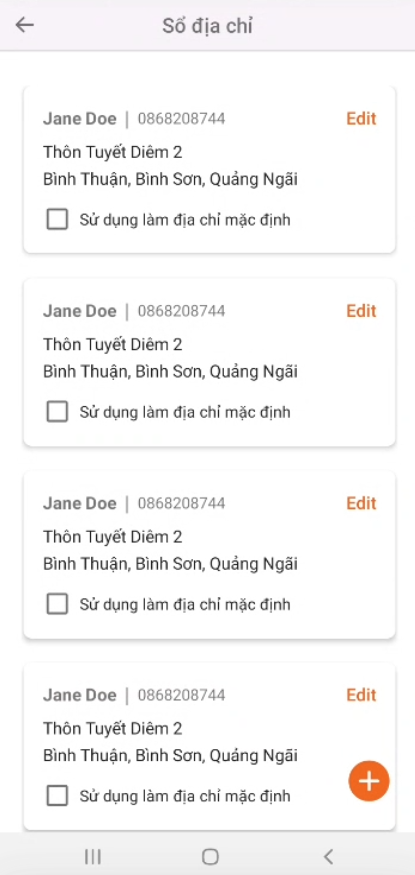 Sổ địa chỉ
Jane Doe | 0868208744 Edit
Thôn Tuyết Diêm 2
Bình Thuận, Bình Sơn, Quảng Ngãi
Sử dụng làm địa chỉ mặc định
Jane Doe | 0868208744 Edit
Thôn Tuyết Diêm 2
Bình Thuận, Bình Sơn, Quảng Ngãi
Sử dụng làm địa chỉ mặc định
Jane Doe | 0868208744 Edit
Thôn Tuyết Diêm 2
Bình Thuận, Bình Sơn, Quảng Ngãi
Sử dụng làm địa chỉ mặc định
Jane Doe | 0868208744 Edit
Thôn Tuyết Diêm 2
Bình Thuận, Bình Sơn, Quảng Ngãi
Sử dụng làm địa chỉ mặc định